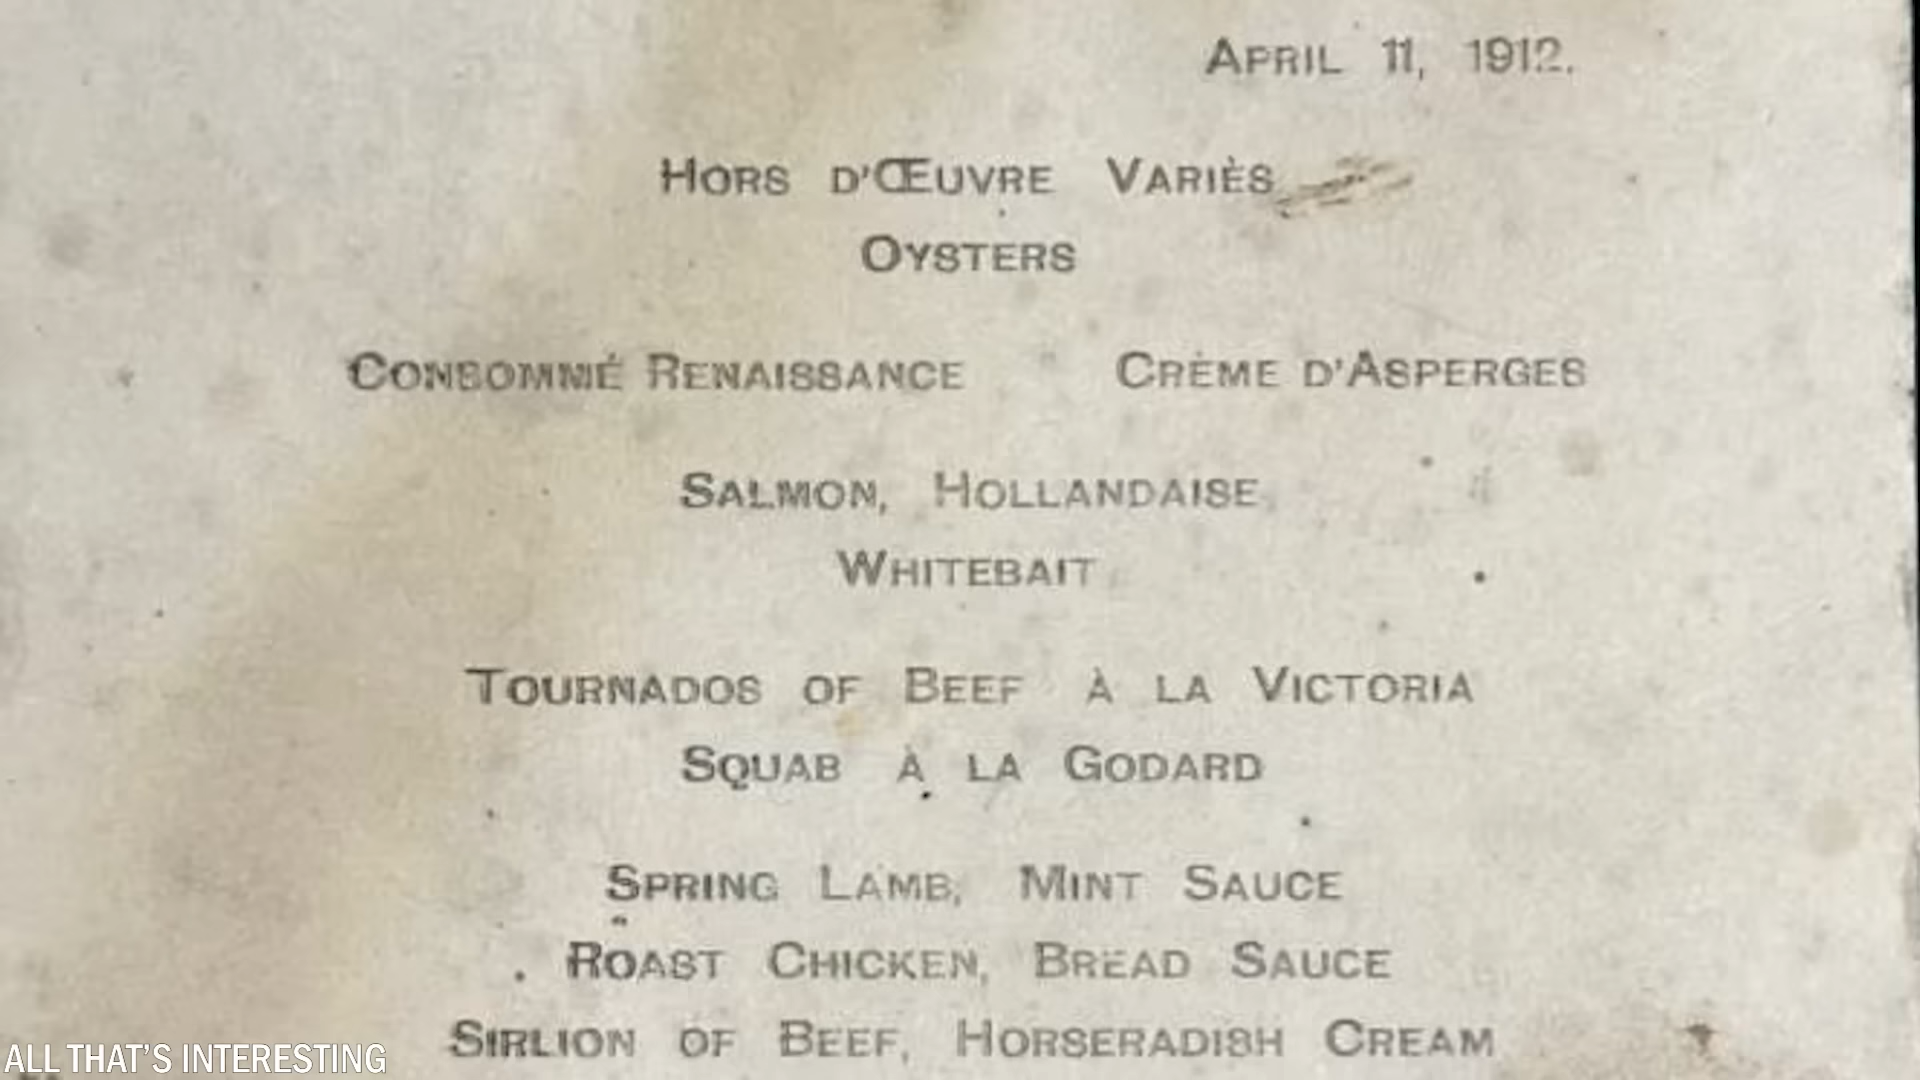 APRIL 11, 1912.
HORS D'ŒUVRE VARIÈS
OYSTERS
CONSOMMÉ RENAISSANCE CRÈME D'ASPERGES
SALMON, HOLLANDAISE
WHITEBAIT
TOURNADOS OF BEEF À LA VICTORIA
SQUAB À LA GODARD
SPRING LAMB, MINT SAUCE
ROAST CHICKEN, BREAD SAUCE
SIRLION OF BEEF, HORSERADISH CREAM
ALL THAT'S INTERESTING